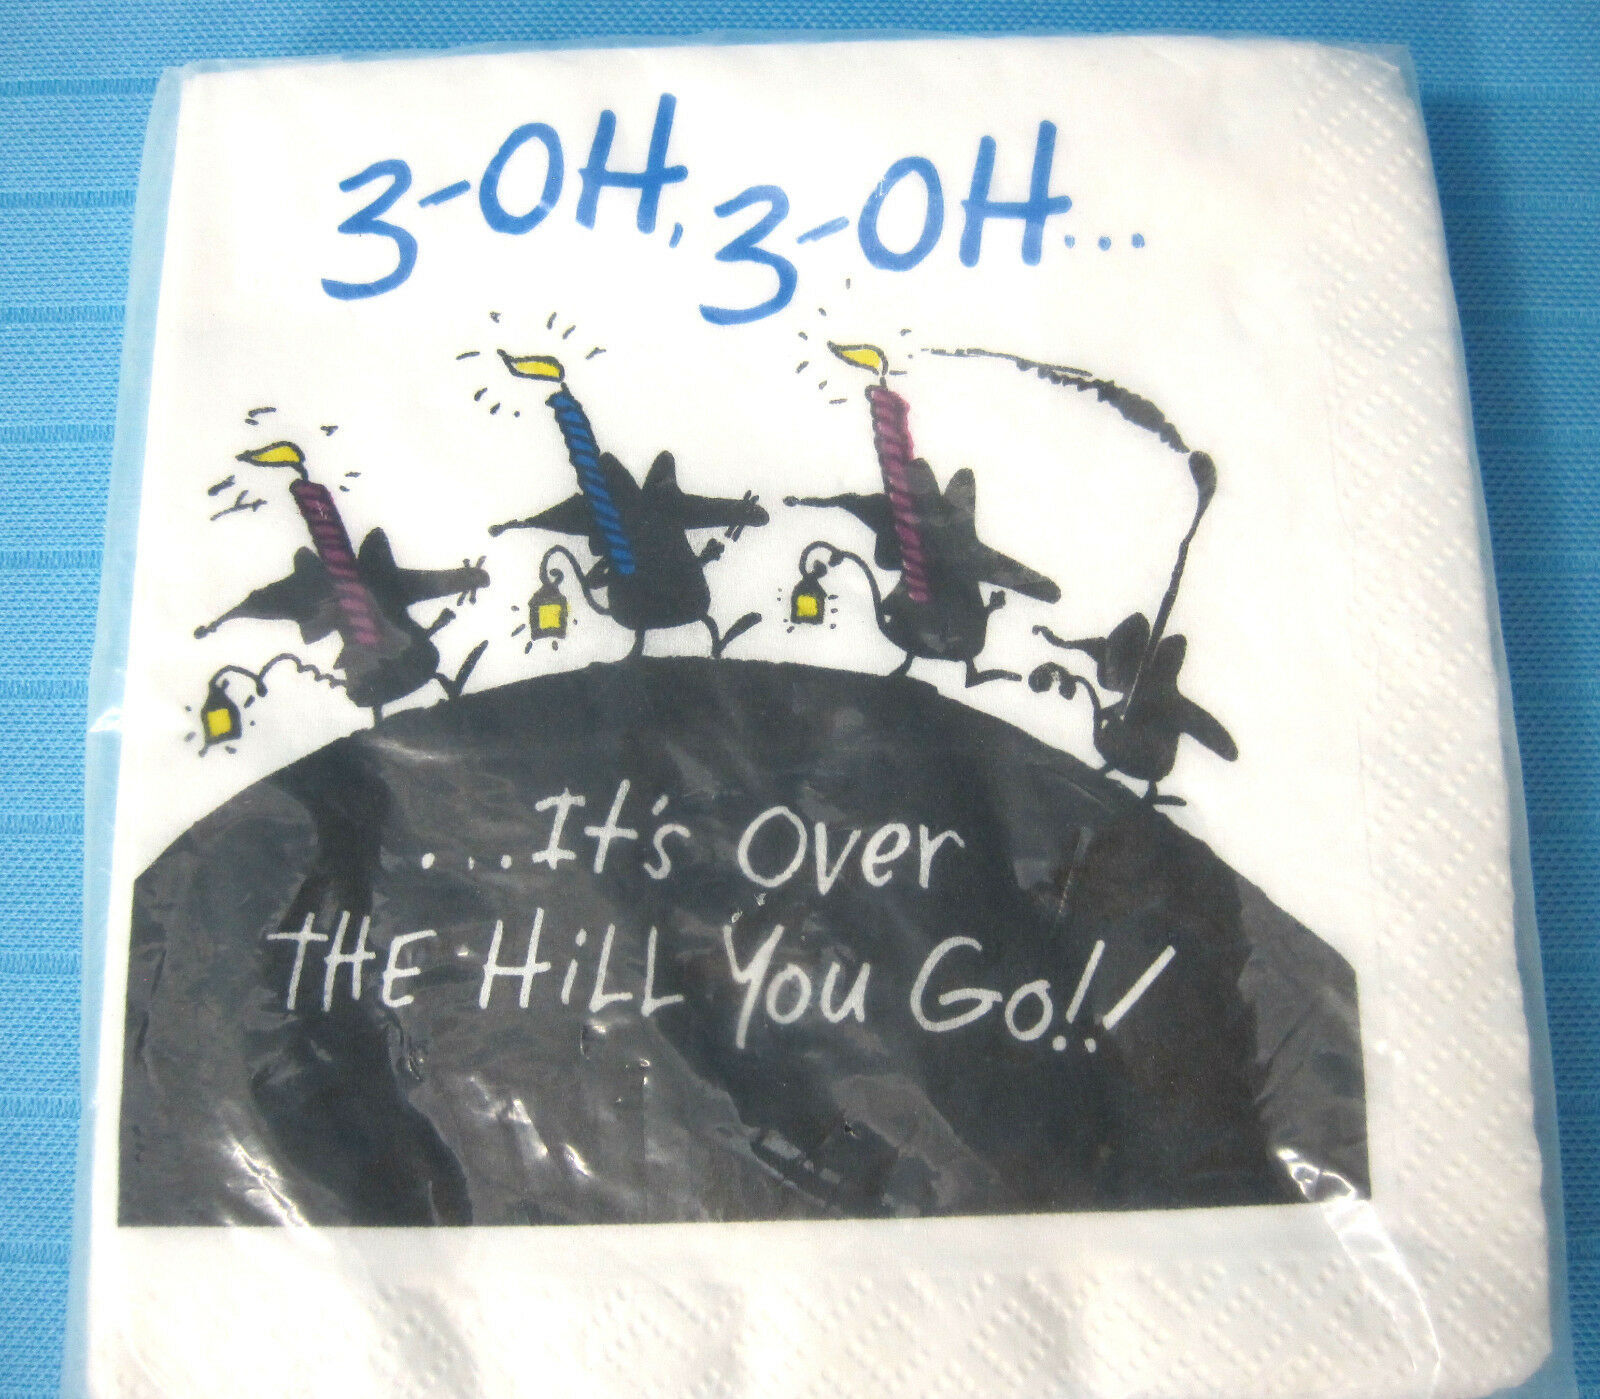 3-OH, 3-OH...
...It's Over
THE HiLL You Go!!